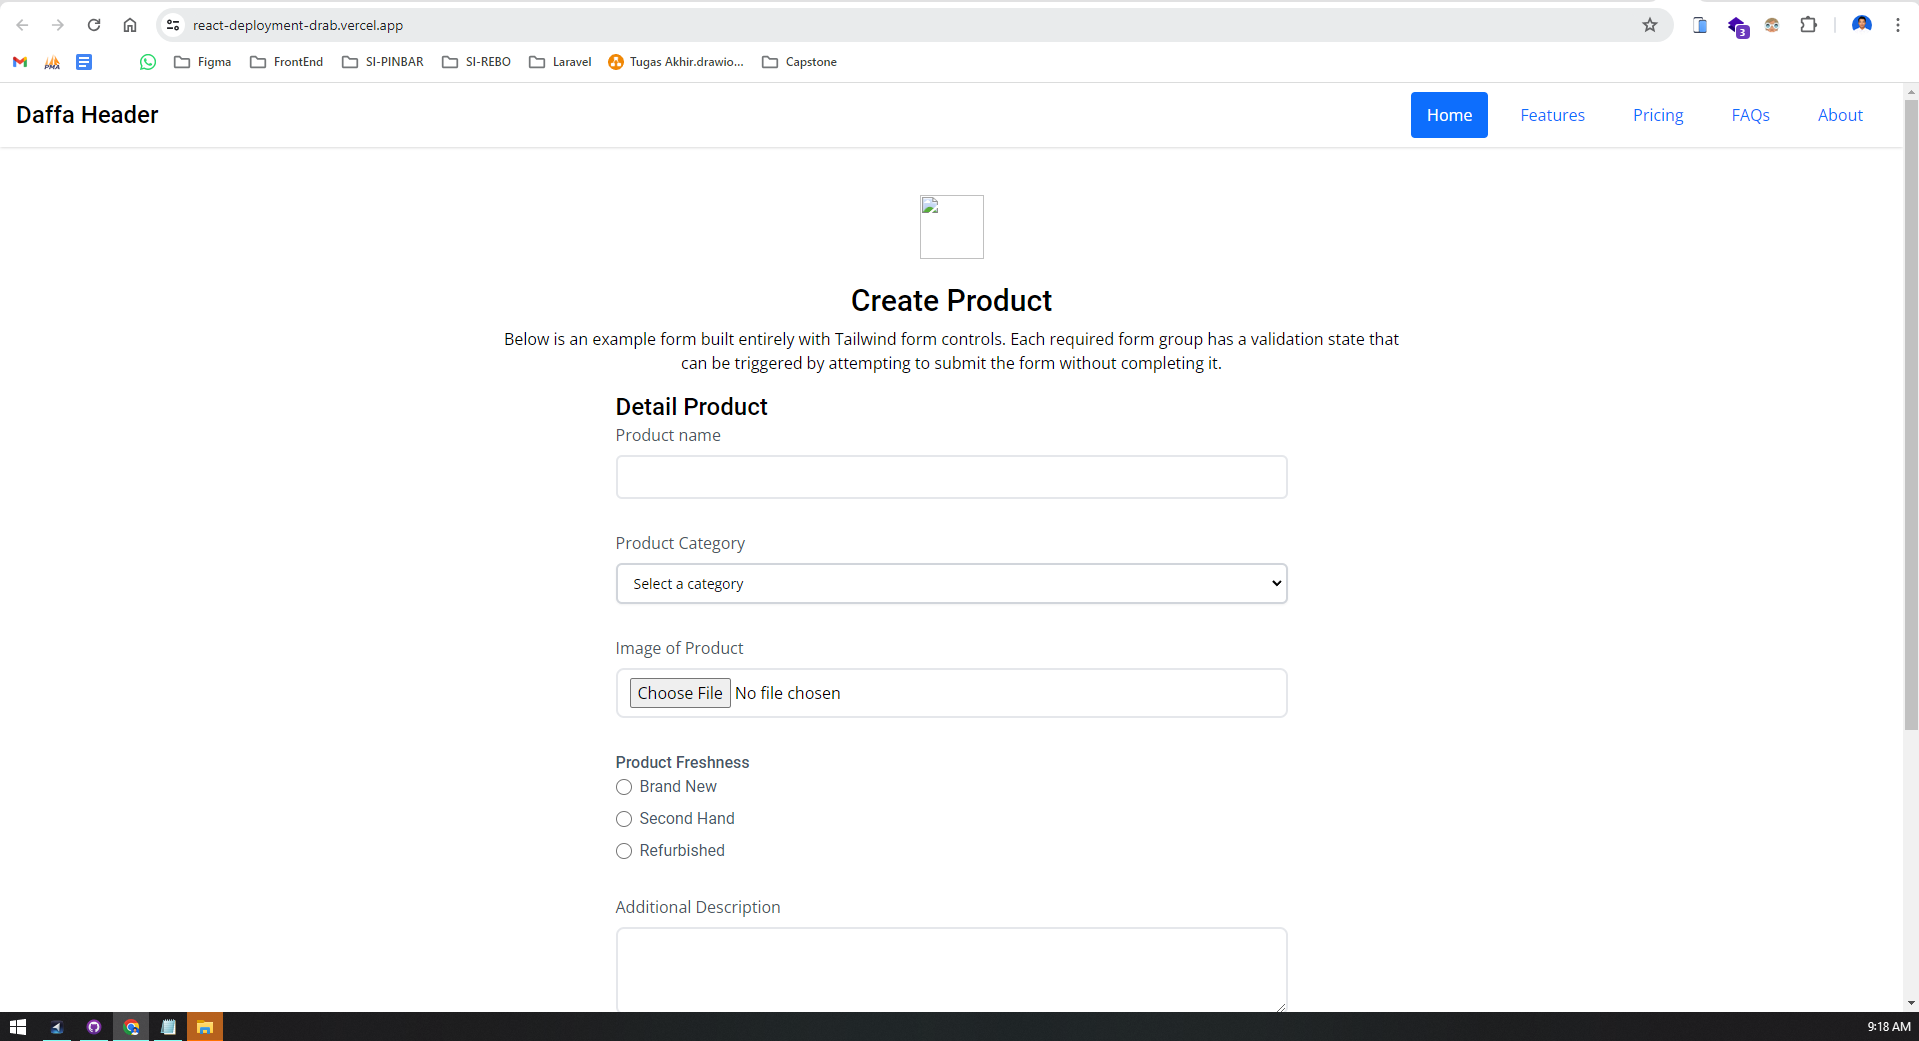 react-deployment-drab.vercel.app
3
PMA
Figma
FrontEnd
SI-PINBAR
SI-REBO
Laravel
Tugas Akhir.drawio...
Capstone
Daffa Header
Home
Features
Pricing
FAQs
About
Create Product
Below is an example form built entirely with Tailwind form controls. Each required form group has a validation state that
can be triggered by attempting to submit the form without completing it.
Detail Product
Product name
Product Category
Select a category
Image of Product
Choose File No file chosen
Product Freshness
Brand New
Second Hand
Refurbished
Additional Description
9:18 AM